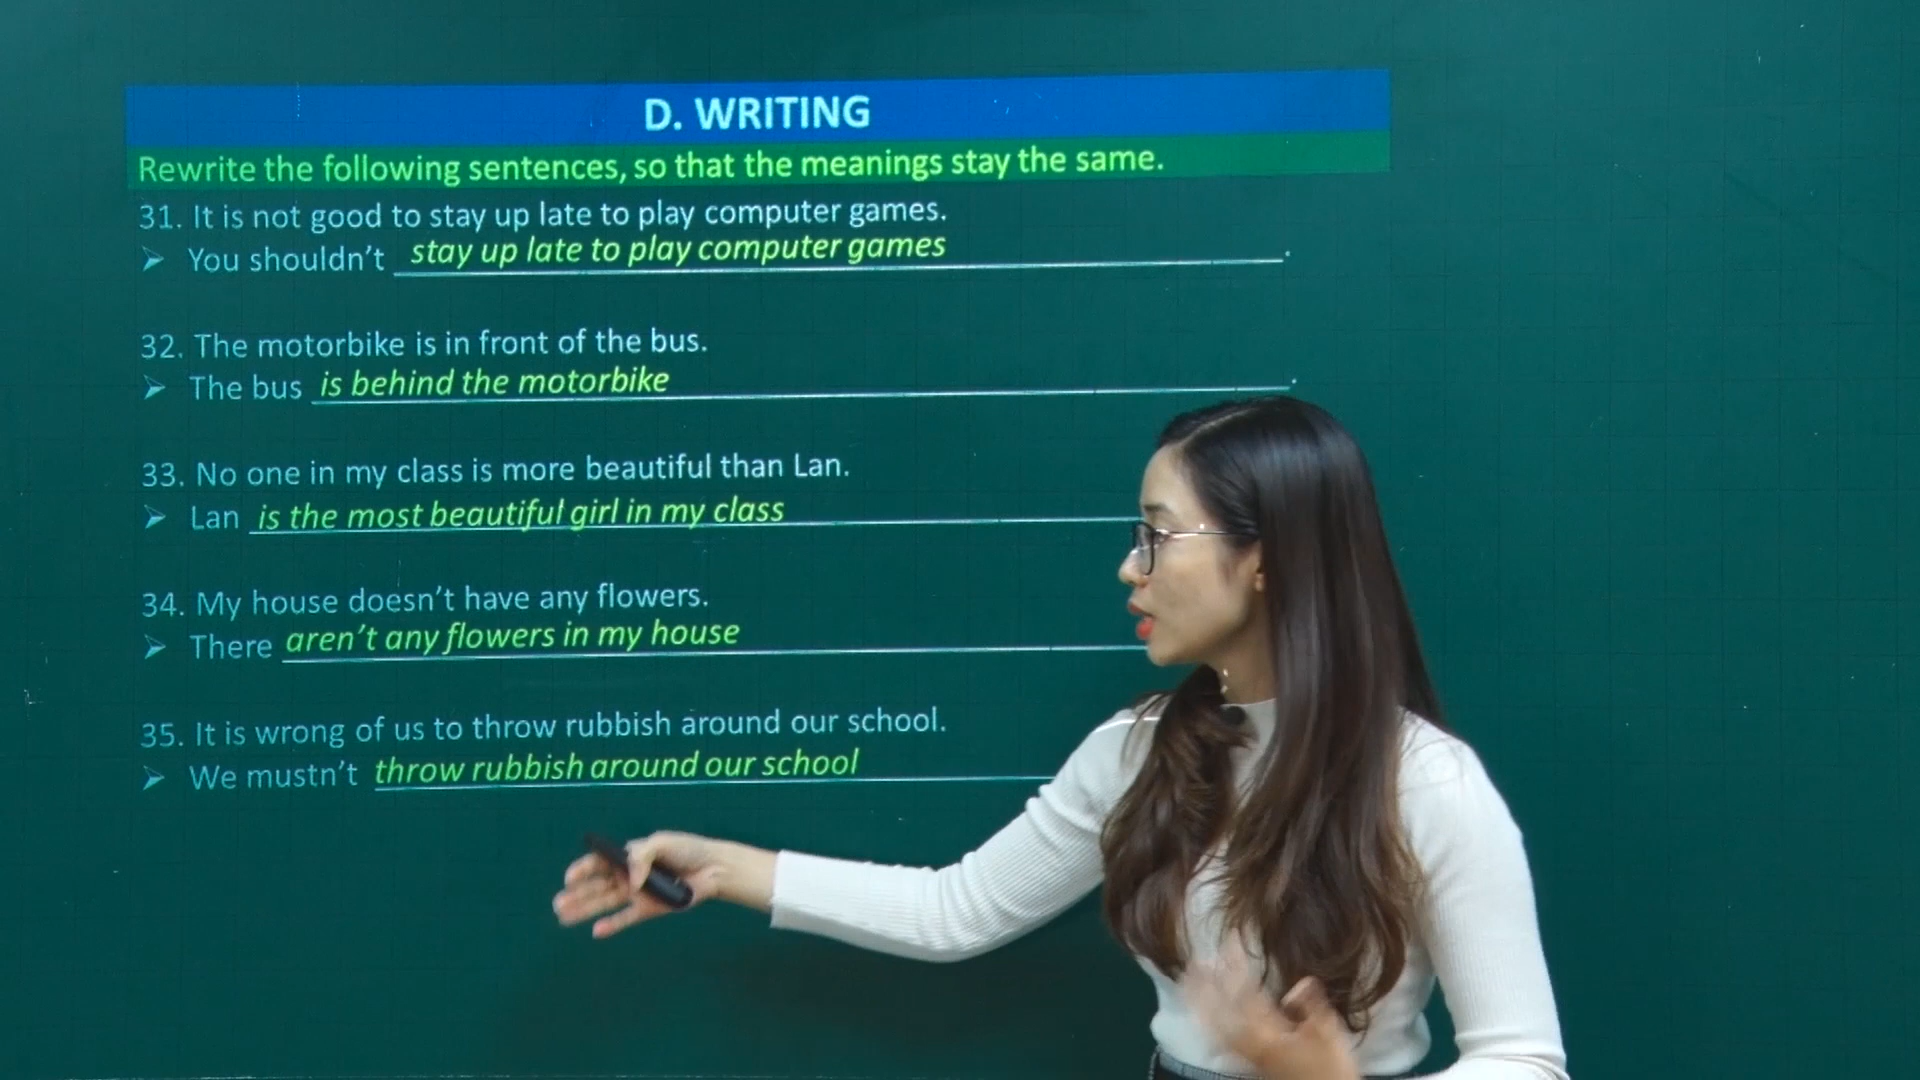 D. WRITING
Rewrite the following sentences, so that the meanings stay the same.
31. It is not good to stay up late to play computer games.
➢ You shouldn't stay up late to play computer games.
32. The motorbike is in front of the bus.
➢ The bus is behind the motorbike.
33. No one in my class is more beautiful than Lan.
➢ Lan is the most beautiful girl in my class
34. My house doesn't have any flowers.
➢ There aren't any flowers in my house
35. It is wrong of us to throw rubbish around our school.
➢ We mustn't throw rubbish around our school